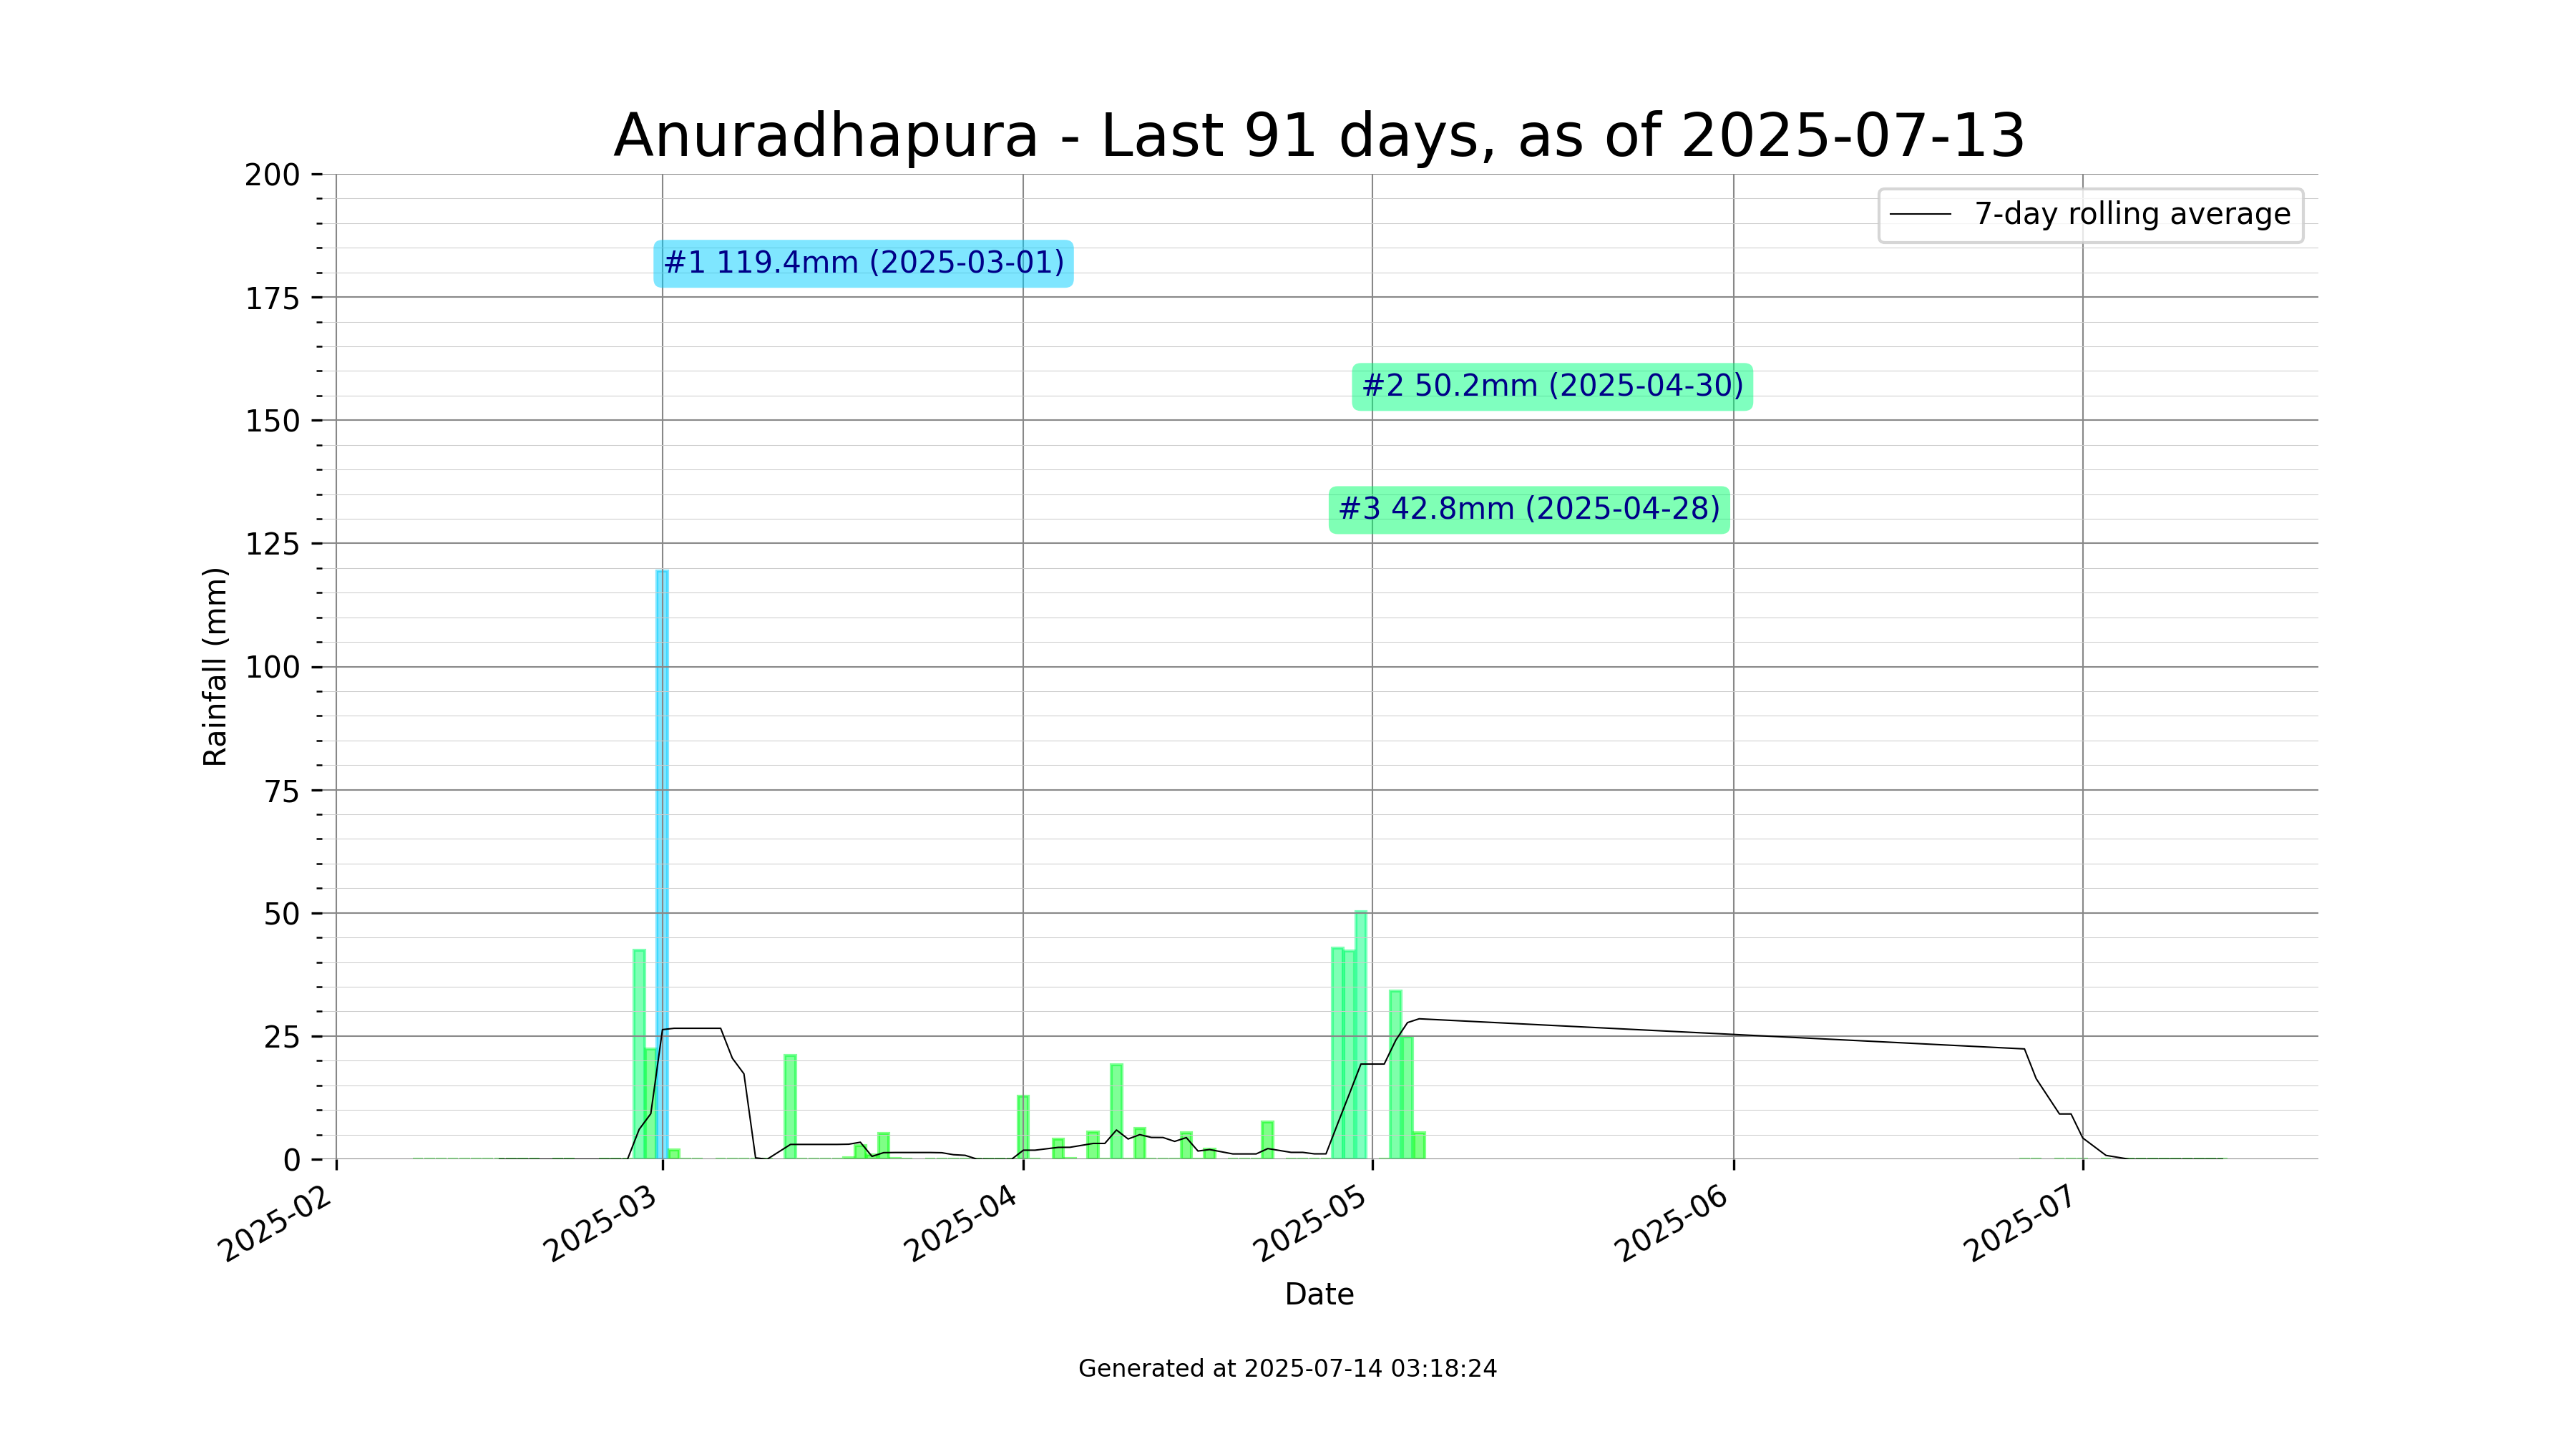 Anuradhapura - Last 91 days, as of 2025-07-13
200
175
150
125
100
75
50
25
0
Rainfall (mm)
7-day rolling average
#1 119.4mm (2025-03-01)
#2 50.2mm (2025-04-30)
#3 42.8mm (2025-04-28)
2025-02
2025-03
2025-04
2025-05
2025-06
2025-07
Date
Generated at 2025-07-14 03:18:24